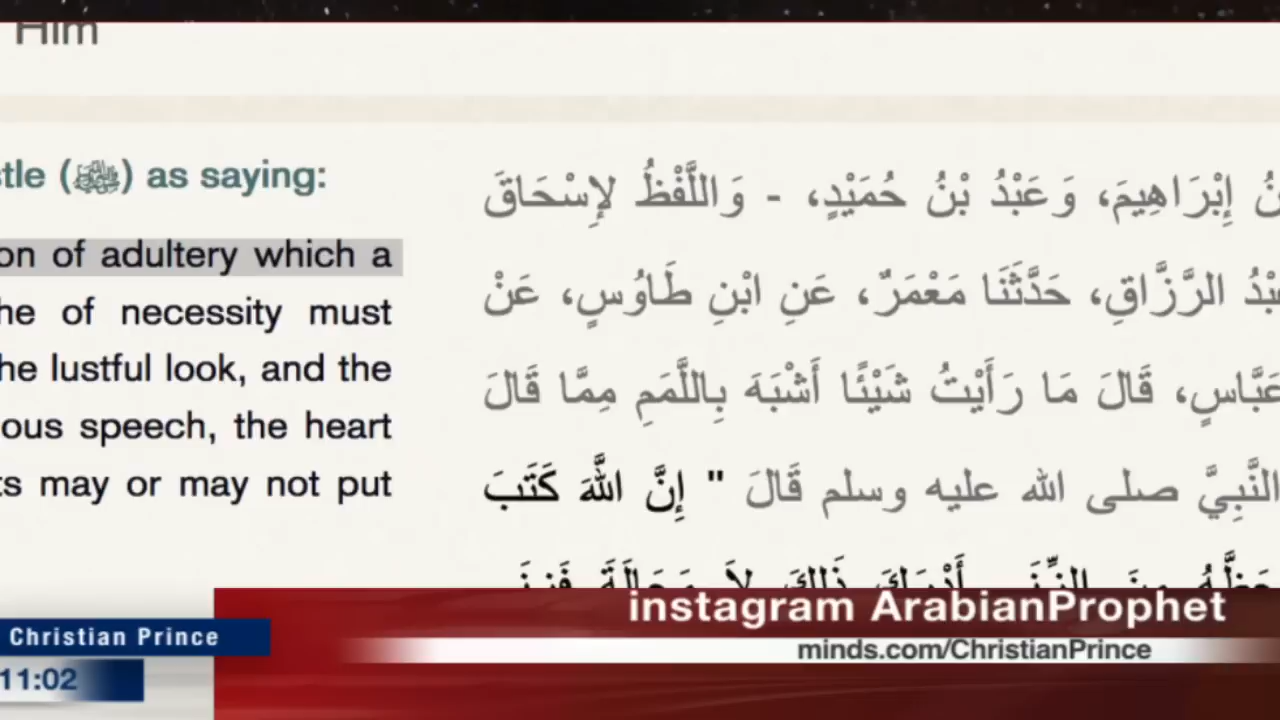 Him
tle (ﷺ) as saying:
on of adultery which a
he of necessity must
he lustful look, and the
ous speech, the heart
ts may or may not put
نُ إِبْرَاهِيمَ، وَعَبْدُ بْنُ حُمَيْدٍ، - وَاللَّفْظُ لإِسْحَاقَ
عَبْدُ الرَّزَّاقِ، حَدَّثَنَا مَعْمَرٌ، عَنِ ابْنِ طَاوُسٍ، عَنْ
عَبَّاسٍ، قَالَ مَا رَأَيْتُ شَيْئًا أَشْبَهَ بِاللَّمَمِ مِمَّا قَالَ
النَّبِيَّ صلى الله عليه وسلم قَالَ " إِنَّ اللَّهَ كَتَبَ
حَظَّهُ مِنَ الزِّنَى أَدْرَكَ ذَلِكَ لاَ مَحَالَةَ فَزِنَى
instagram ArabianProphet
minds.com/ChristianPrince
Christian Prince
11:02